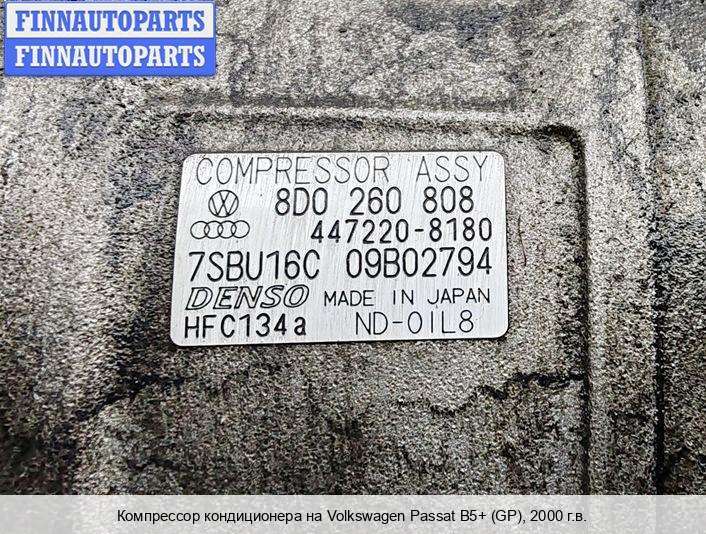 FINNAUTOPARTS
FINNAUTOPARTS
COMPRESSOR ASSY
8D0 260 808
447220-8180
7SBU16C 09B02794
DENSO MADE IN JAPAN
HFC134a ND-OIL8
Компрессор кондиционера на Volkswagen Passat B5+ (GP), 2000 г.в.